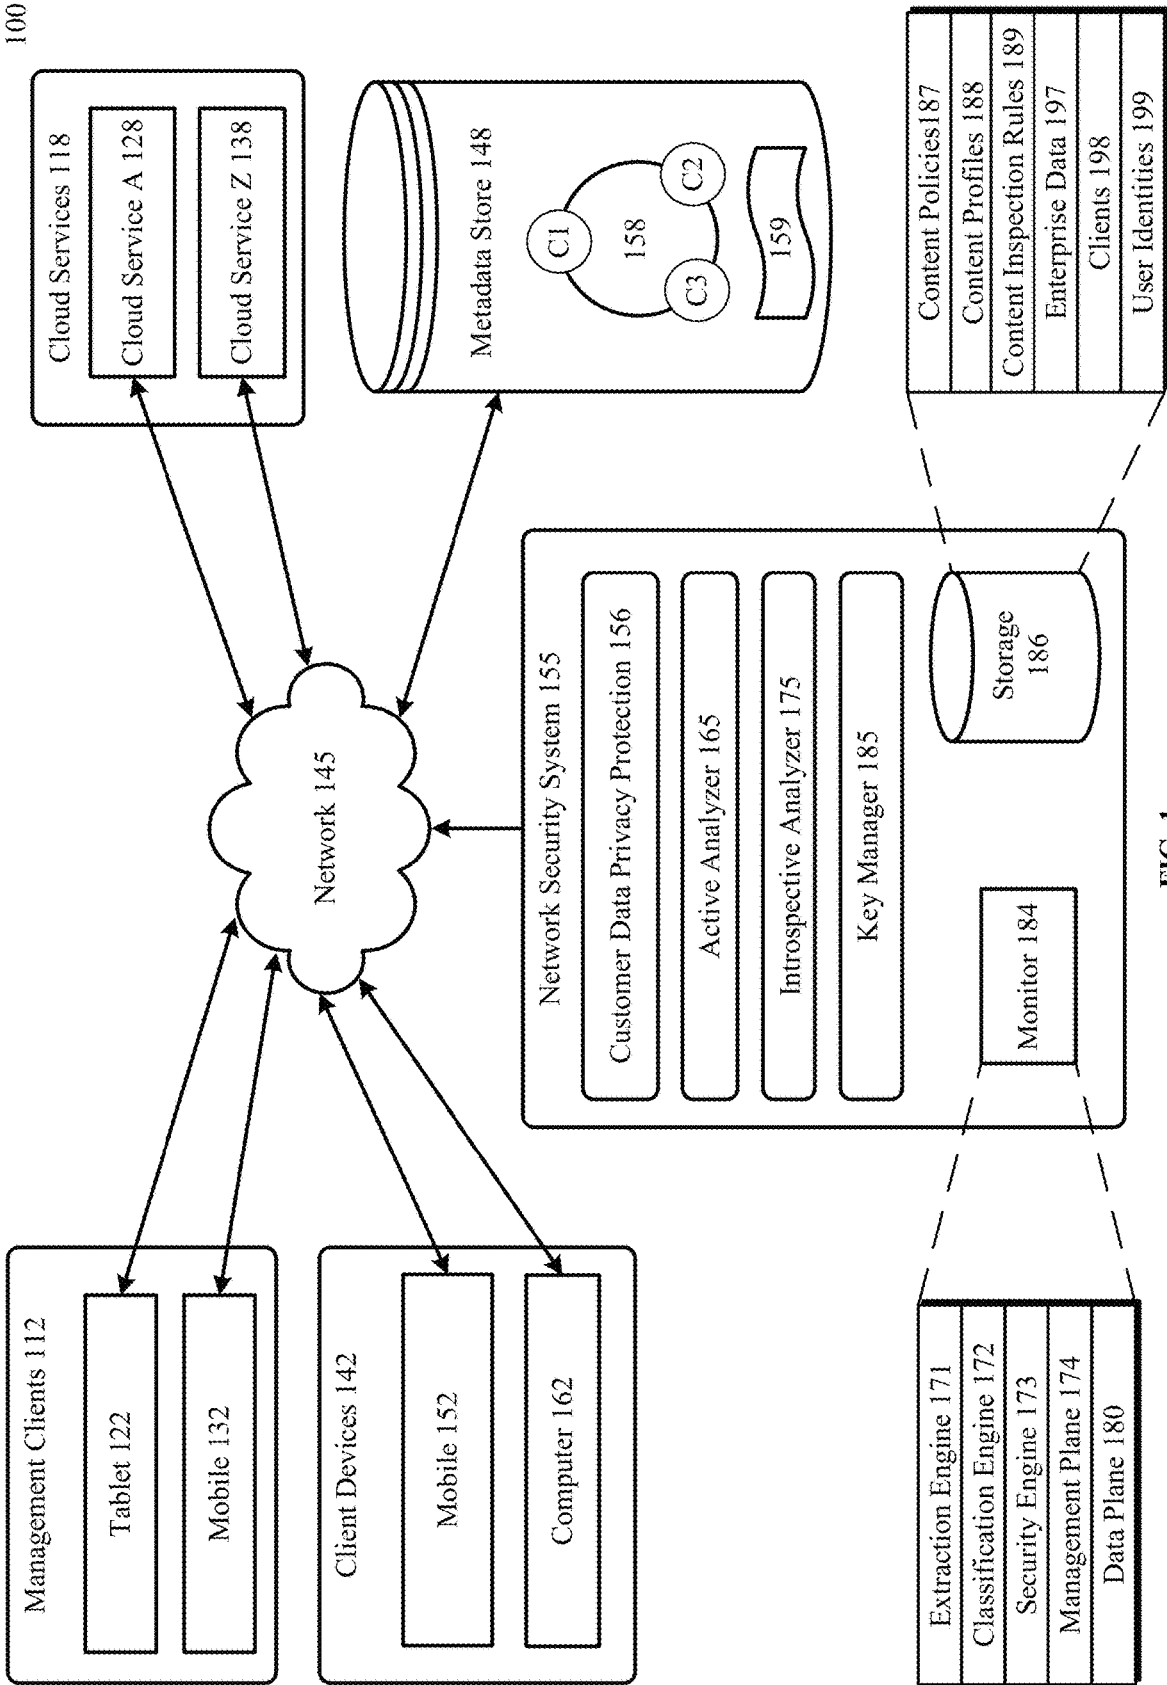 100
Management Clients 112
Tablet 122
Mobile 132
Client Devices 142
Mobile 152
Computer 162
Network 145
Cloud Services 118
Cloud Service A 128
Cloud Service Z 138
Metadata Store 148
C1
158
C3
C2
159
Network Security System 155
Customer Data Privacy Protection 156
Active Analyzer 165
Introspective Analyzer 175
Key Manager 185
Monitor 184
Storage
186
Extraction Engine 171
Classification Engine 172
Security Engine 173
Management Plane 174
Data Plane 180
Content Policies187
Content Profiles 188
Content Inspection Rules 189
Enterprise Data 197
Clients 198
User Identities 199
FIG. 1